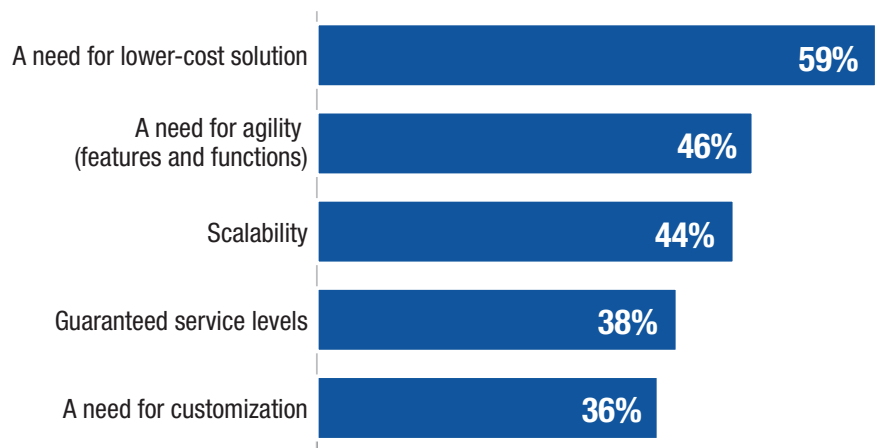 A need for lower-cost solution
59%
A need for agility
(features and functions)
46%
Scalability
44%
Guaranteed service levels
38%
A need for customization
36%